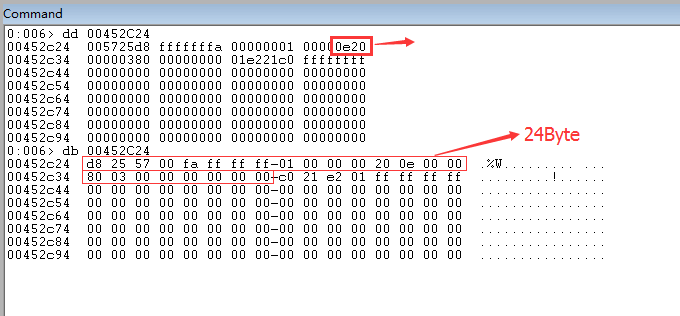 Command
0:006> dd 00452C24
00452c24 005725d8 fffffffa 00000001 00000e20
00452c34 00000380 00000000 01e221c0 ffffffff
00452c44 00000000 00000000 00000000 00000000
00452c54 00000000 00000000 00000000 00000000
00452c64 00000000 00000000 00000000 00000000
00452c74 00000000 00000000 00000000 00000000
00452c84 00000000 00000000 00000000 00000000
00452c94 00000000 00000000 00000000 00000000
0:006> db 00452C24
24Byte
00452c24 d8 25 57 00 fa ff ff ff-01 00 00 00 20 0e 00 00 .%W......... ...
00452c34 80 03 00 00 00 00 00 00-c0 21 e2 01 ff ff ff ff .........!......
00452c44 00 00 00 00 00 00 00 00-00 00 00 00 00 00 00 00 ................
00452c54 00 00 00 00 00 00 00 00-00 00 00 00 00 00 00 00 ................
00452c64 00 00 00 00 00 00 00 00-00 00 00 00 00 00 00 00 ................
00452c74 00 00 00 00 00 00 00 00-00 00 00 00 00 00 00 00 ................
00452c84 00 00 00 00 00 00 00 00-00 00 00 00 00 00 00 00 ................
00452c94 00 00 00 00 00 00 00 00-00 00 00 00 00 00 00 00 ................